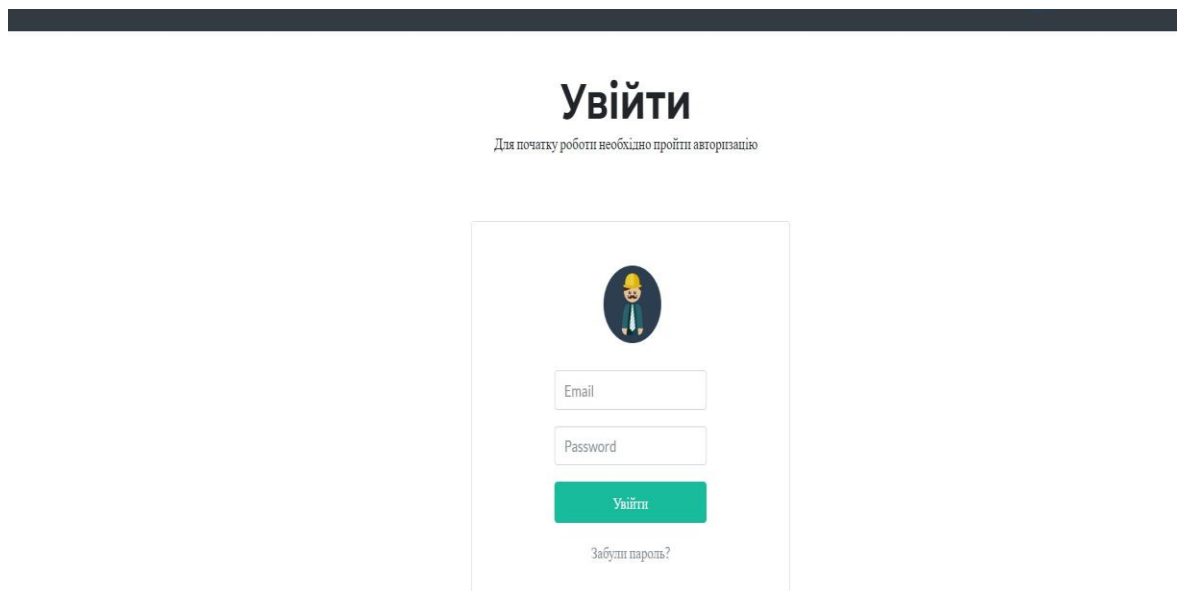 Увійти
Для початку роботи необхідно пройти авторизацію
Email
Password
Увійти
Забули пароль?